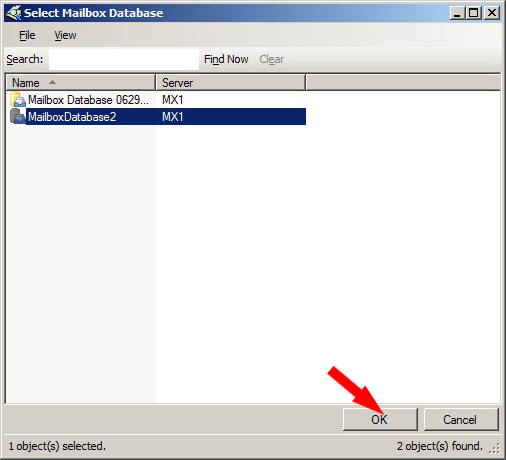 Select Mailbox Database
File View
Search: Find Now Clear
Name Server
Mailbox Database 0629... MX1
MailboxDatabase2 MX1
OK Cancel
1 object(s) selected. 2 object(s) found.